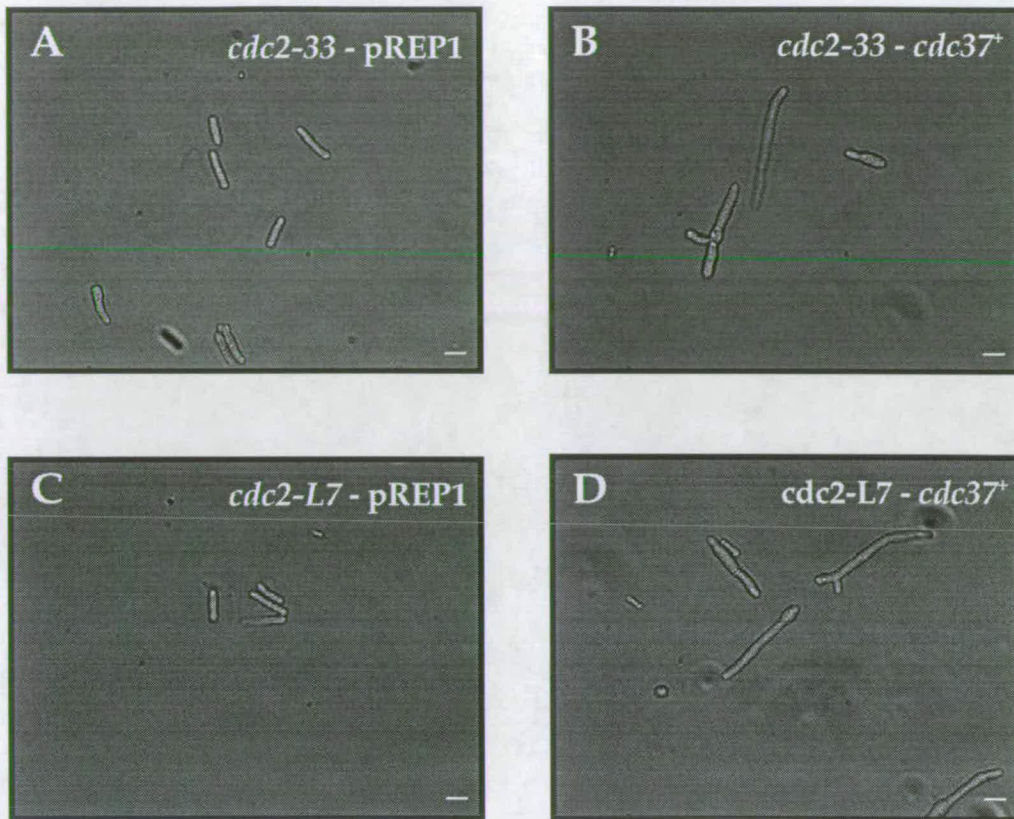 A
cdc2-33 - pREP1
B
cdc2-33 - cdc37⁺
C
cdc2-L7 - pREP1
D
cdc2-L7 - cdc37⁺